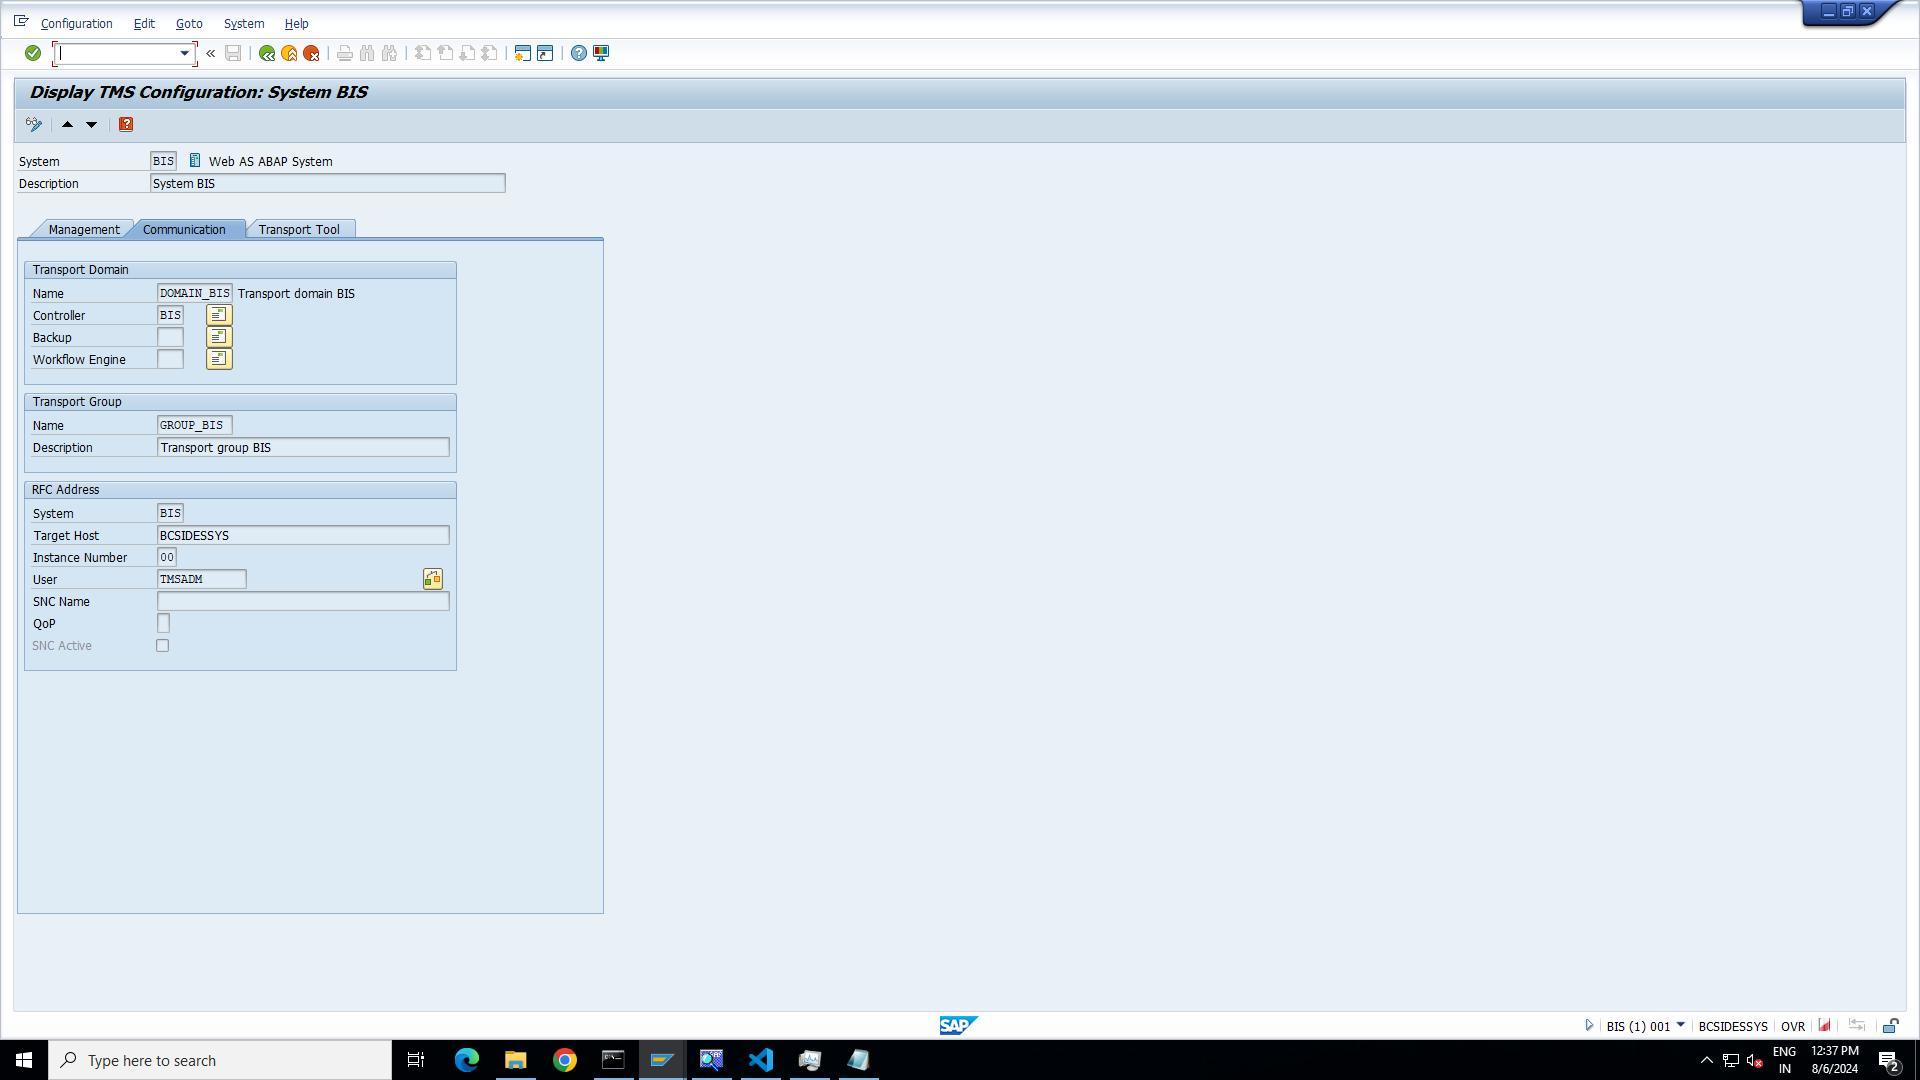 Configuration Edit Goto System Help
Display TMS Configuration: System BIS
System BIS Web AS ABAP System
Description System BIS
Management Communication Transport Tool
Transport Domain
Name DOMAIN_BIS Transport domain BIS
Controller BIS
Backup
Workflow Engine
Transport Group
Name GROUP_BIS
Description Transport group BIS
RFC Address
System BIS
Target Host BCSIDESSYS
Instance Number 00
User TMSADM
SNC Name
QoP
SNC Active
SAP
BIS (1) 001 BCSIDESSYS OVR
Type here to search
ENG 12:37 PM
IN 8/6/2024 2